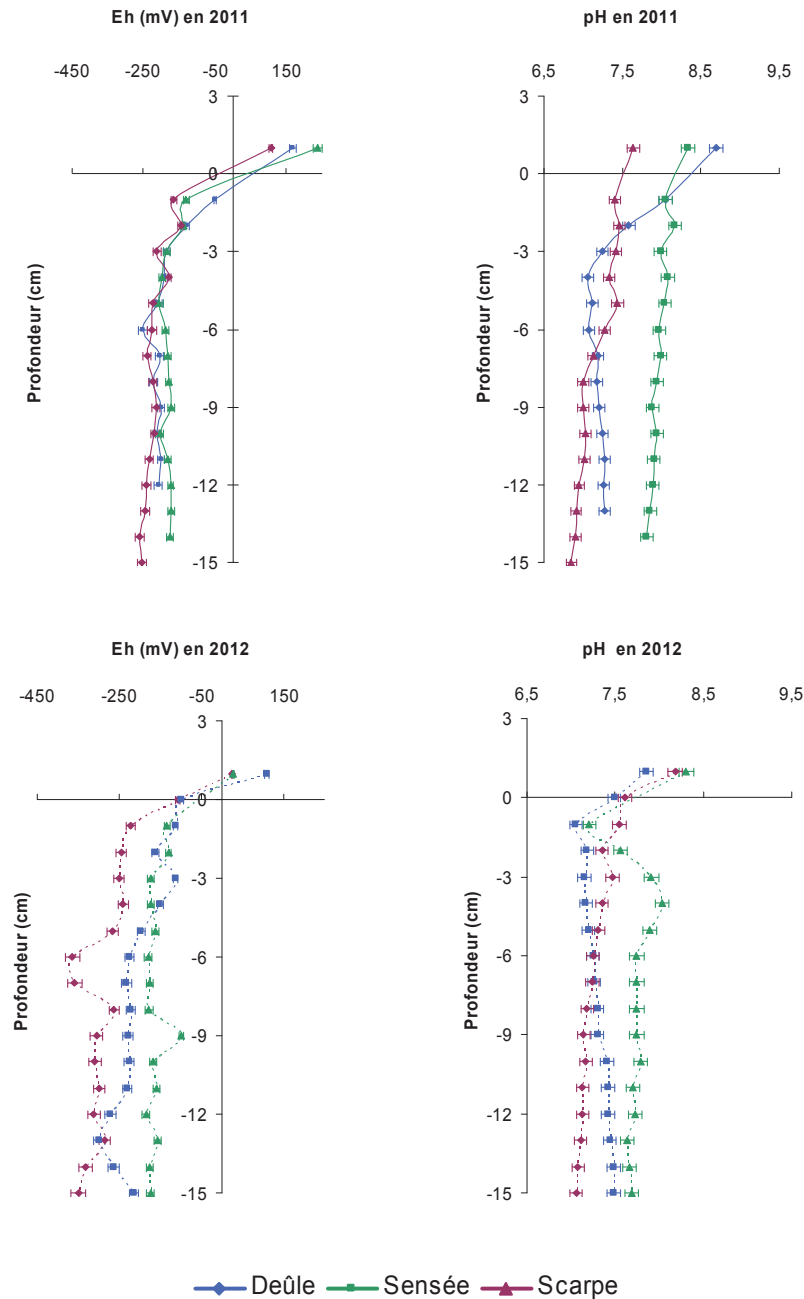 Eh (mV) en 2011
-450 -250 -50 150
3
0
-3
-6
-9
-12
-15
Profondeur (cm)
pH en 2011
6,5 7,5 8,5 9,5
3
0
-3
-6
-9
-12
-15
Profondeur (cm)
Eh (mV) en 2012
-450 -250 -50 150
3
0
-3
-6
-9
-12
-15
Profondeur (cm)
pH en 2012
6,5 7,5 8,5 9,5
3
0
-3
-6
-9
-12
-15
Profondeur (cm)
Deûle Sensée Scarpe